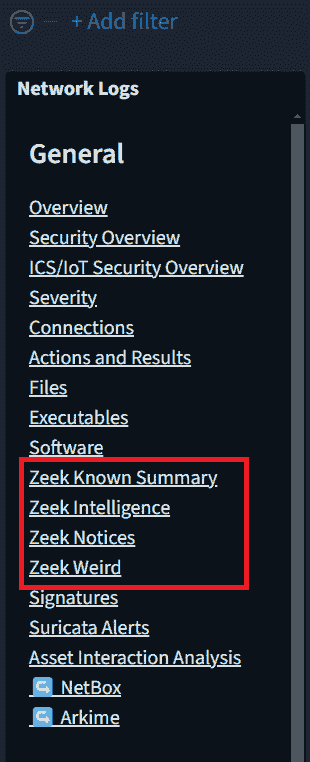 + Add filter
Network Logs
General
Overview
Security Overview
ICS/IoT Security Overview
Severity
Connections
Actions and Results
Files
Executables
Software
Zeek Known Summary
Zeek Intelligence
Zeek Notices
Zeek Weird
Signatures
Suricata Alerts
Asset Interaction Analysis
NetBox
Arkime